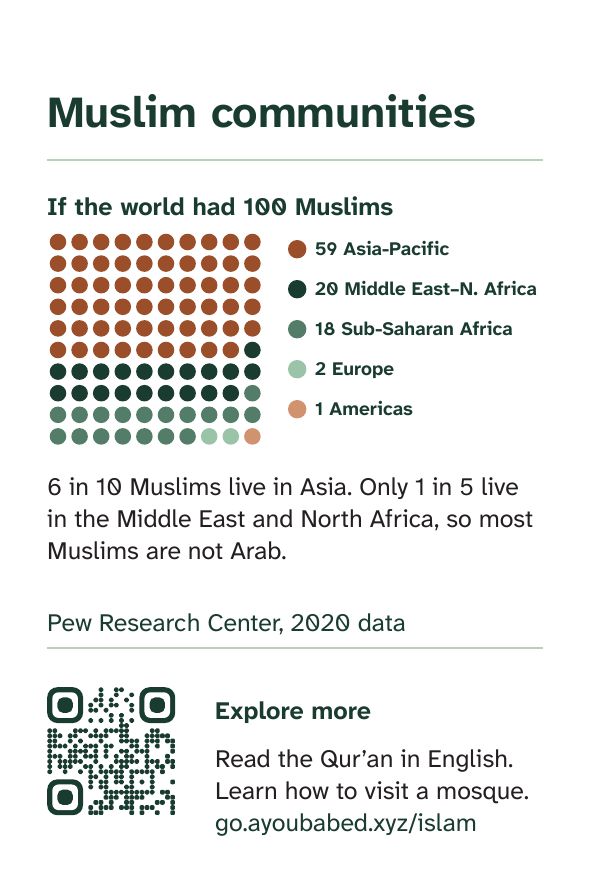 Muslim communities
If the world had 100 Muslims
59 Asia-Pacific
20 Middle East–N. Africa
18 Sub-Saharan Africa
2 Europe
1 Americas
6 in 10 Muslims live in Asia. Only 1 in 5 live
in the Middle East and North Africa, so most
Muslims are not Arab.
Pew Research Center, 2020 data
Explore more
Read the Qur’an in English.
Learn how to visit a mosque.
go.ayoubabed.xyz/islam